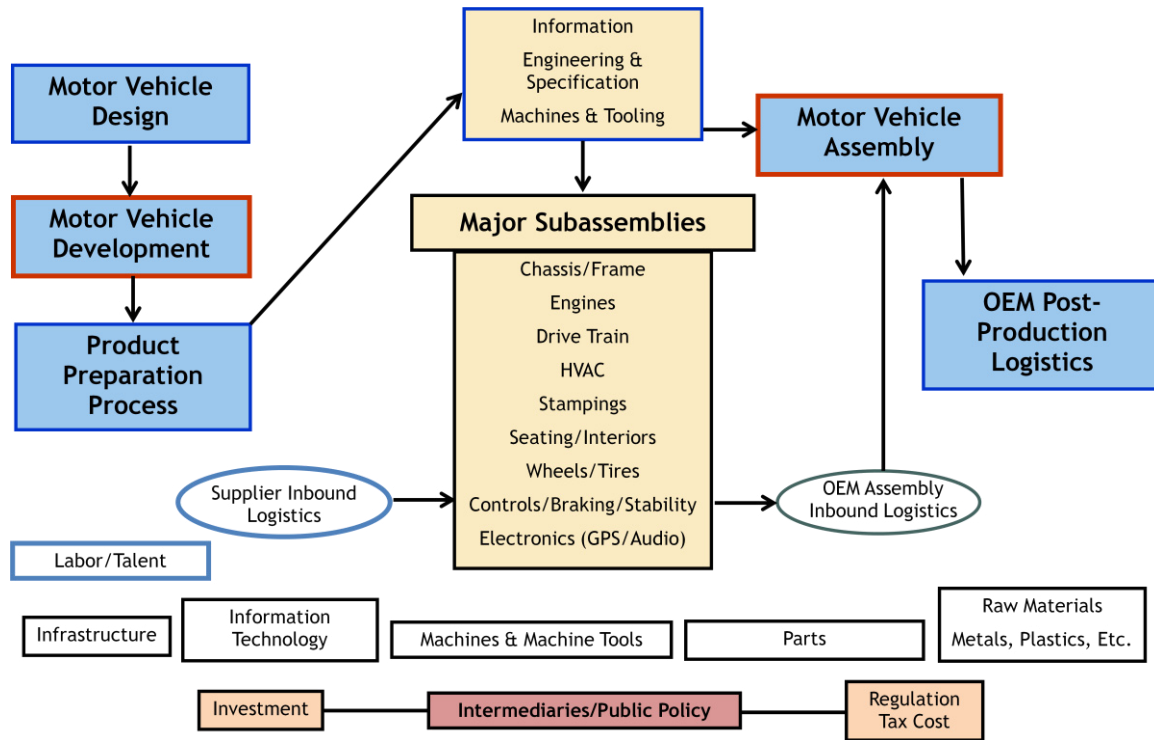 Motor Vehicle
Design
Motor Vehicle
Development
Product
Preparation
Process
Information
Engineering &
Specification
Machines & Tooling
Motor Vehicle
Assembly
OEM Post-
Production
Logistics
Major Subassemblies
Chassis/Frame
Engines
Drive Train
HVAC
Stampings
Seating/Interiors
Wheels/Tires
Controls/Braking/Stability
Electronics (GPS/Audio)
Supplier Inbound
Logistics
OEM Assembly
Inbound Logistics
Labor/Talent
Infrastructure
Information
Technology
Machines & Machine Tools
Parts
Raw Materials
Metals, Plastics, Etc.
Investment
Intermediaries/Public Policy
Regulation
Tax Cost